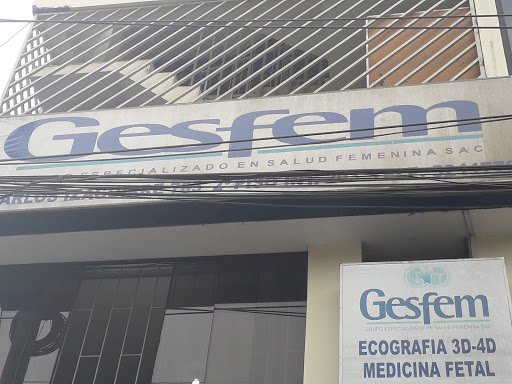 Gesfem
ESPECIALIZADO EN SALUD FEMENINA SAC
Gesfem
GRUPO ESPECIALIZADO EN SALUD FEMENINA SAC
ECOGRAFIA 3D-4D
MEDICINA FETAL